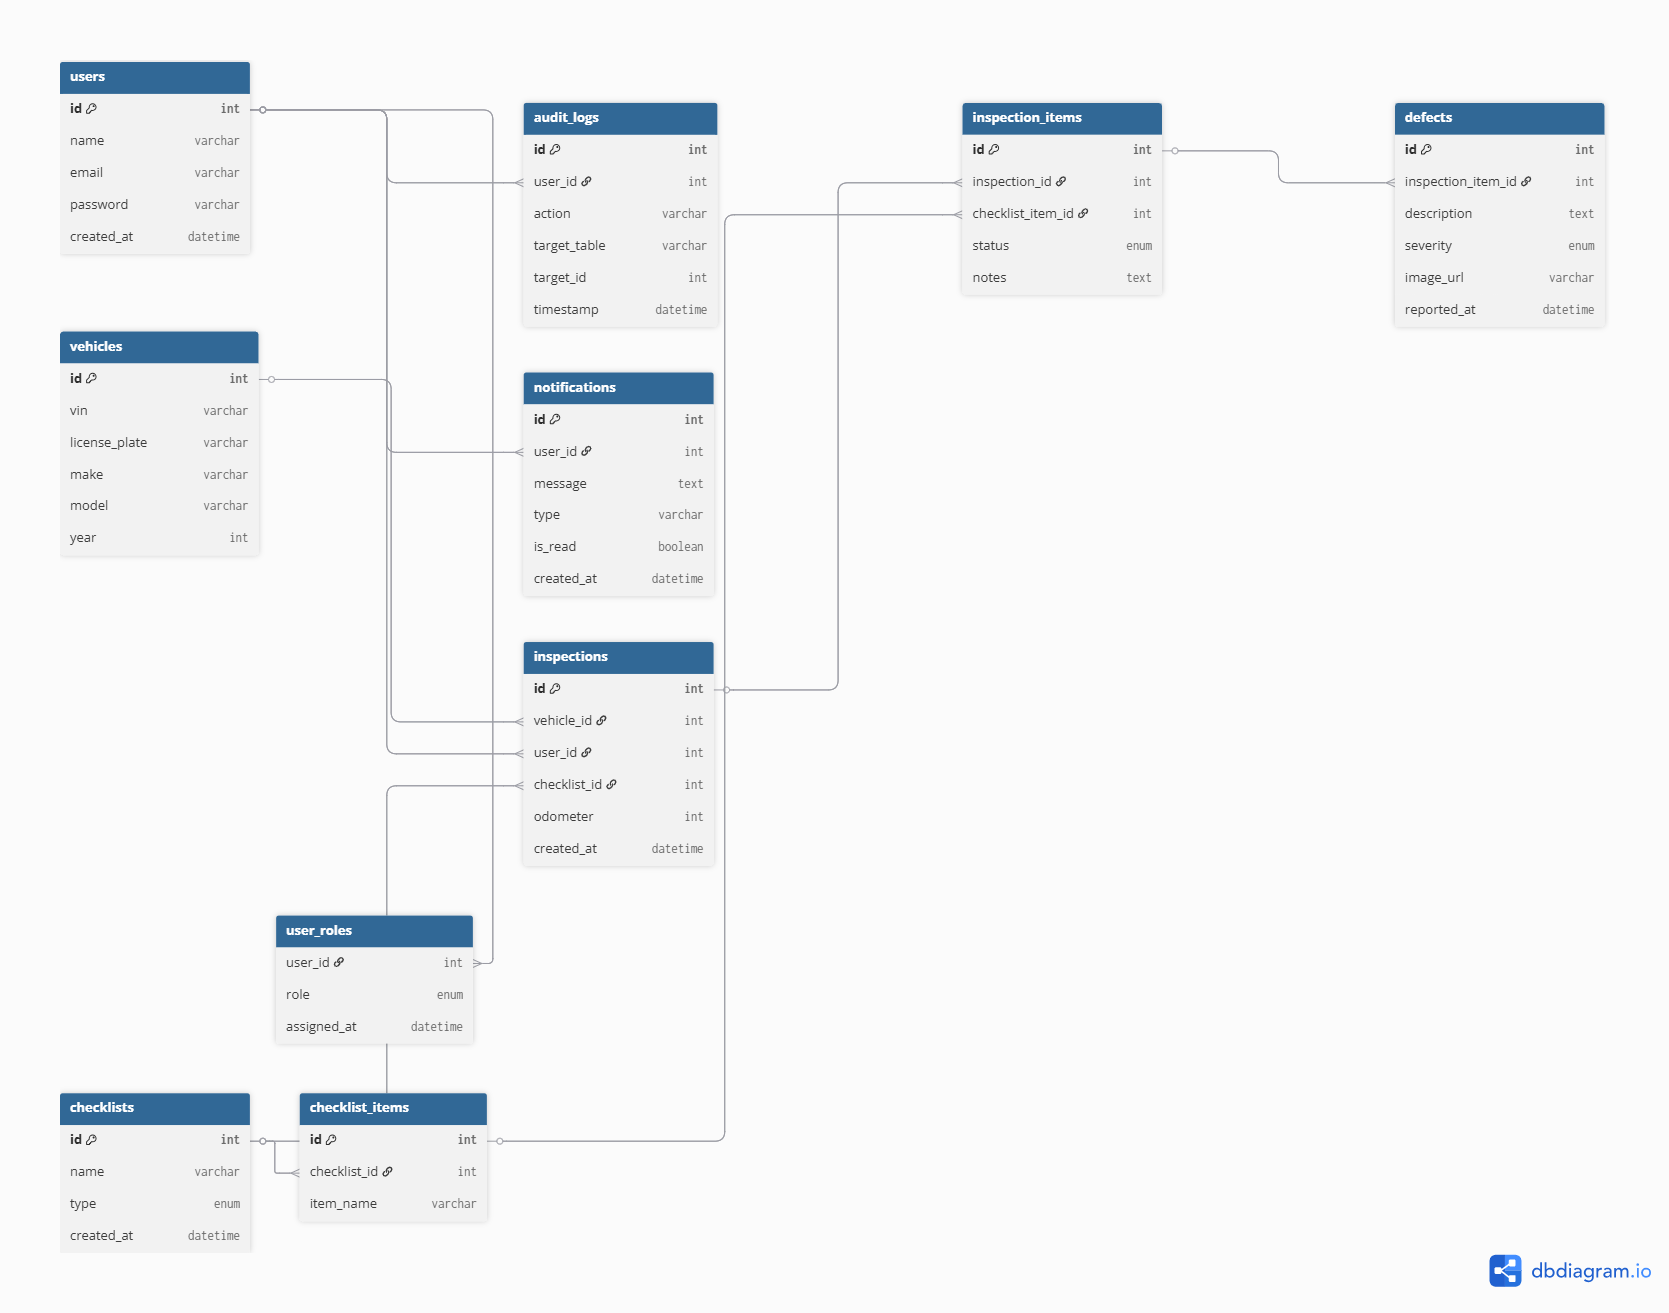 users
id int
name varchar
email varchar
password varchar
created_at datetime
vehicles
id int
vin varchar
license_plate varchar
make varchar
model varchar
year int
audit_logs
id int
user_id int
action varchar
target_table varchar
target_id int
timestamp datetime
notifications
id int
user_id int
message text
type varchar
is_read boolean
created_at datetime
inspections
id int
vehicle_id int
user_id int
checklist_id int
odometer int
created_at datetime
user_roles
user_id int
role enum
assigned_at datetime
checklists
id int
name varchar
type enum
created_at datetime
checklist_items
id int
checklist_id int
item_name varchar
inspection_items
id int
inspection_id int
checklist_item_id int
status enum
notes text
defects
id int
inspection_item_id int
description text
severity enum
image_url varchar
reported_at datetime
dbdiagram.io